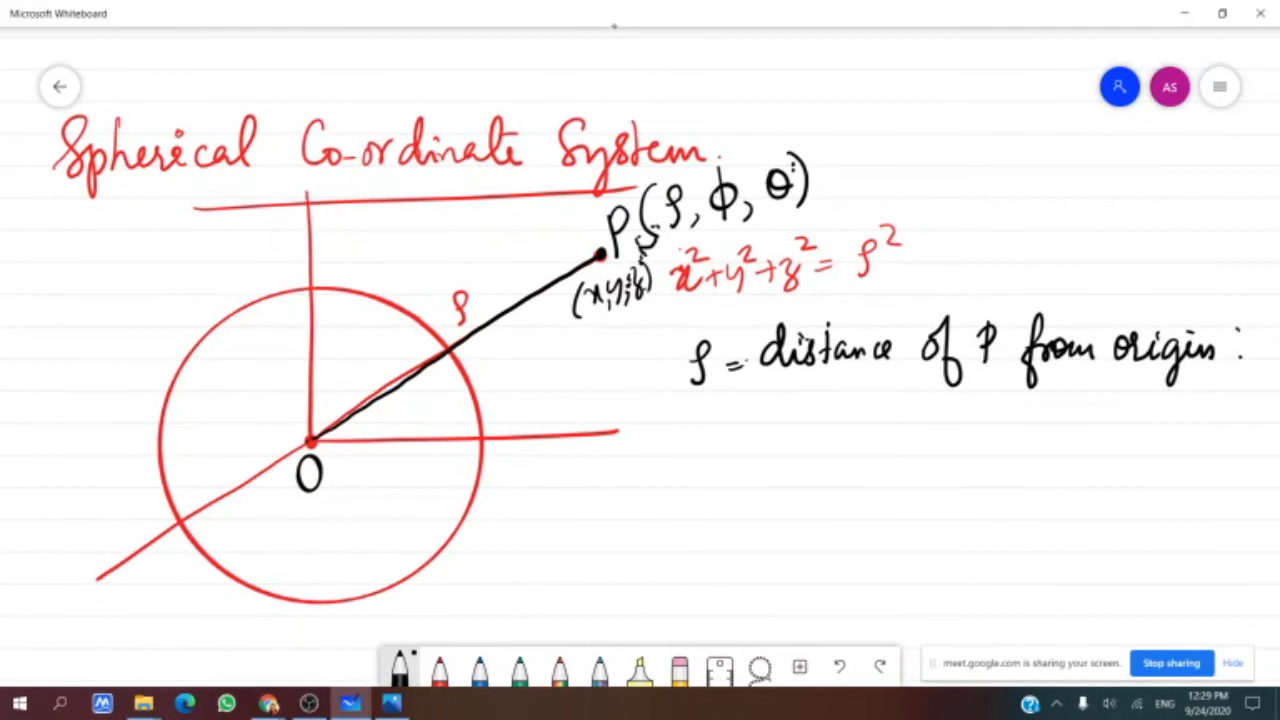 Microsoft Whiteboard
AS
Spherical Co-ordinate System.
P (ρ, ϕ, θ)
(x, y, z)
x²+y²+z² = ρ²
ρ
ρ = distance of P from origin :
O
meet.google.com is sharing your screen.
Stop sharing
Hide
ENG
12:29 PM
9/24/2020